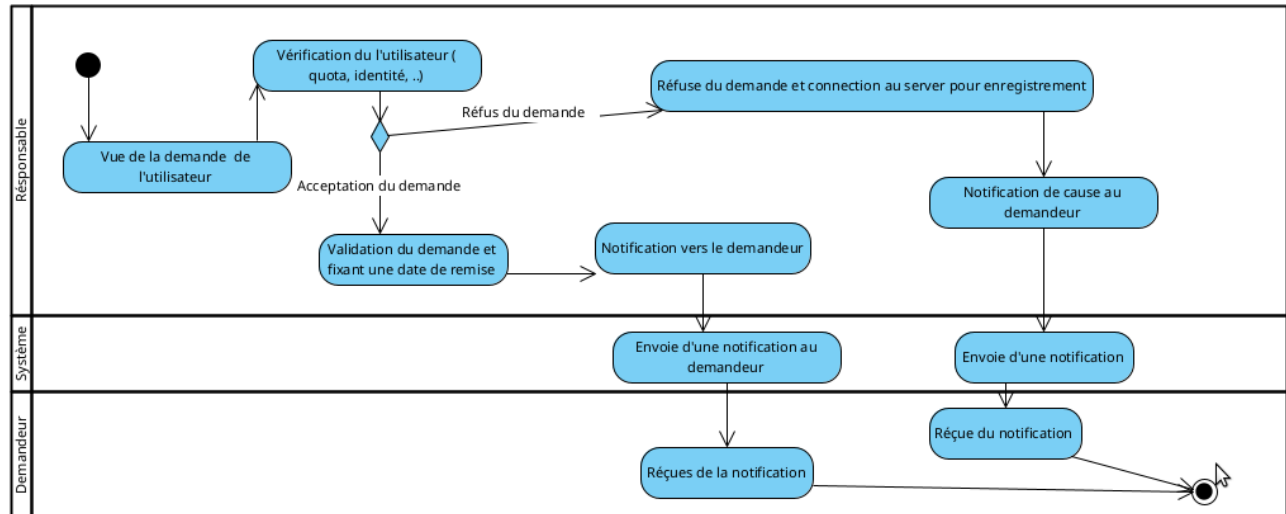 Résponsable
Vérification du l'utilisateur (
quota, identité, ..)
Vue de la demande  de
l'utilisateur
Réfus du demande
Réfuse du demande et connection au server pour enregistrement
Acceptation du demande
Notification de cause au
demandeur
Validation du demande et
fixant une date de remise
Notification vers le demandeur
Système
Envoie d'une notification au
demandeur
Envoie d'une notification
Demandeur
Réçue du notification
Réçues de la notification